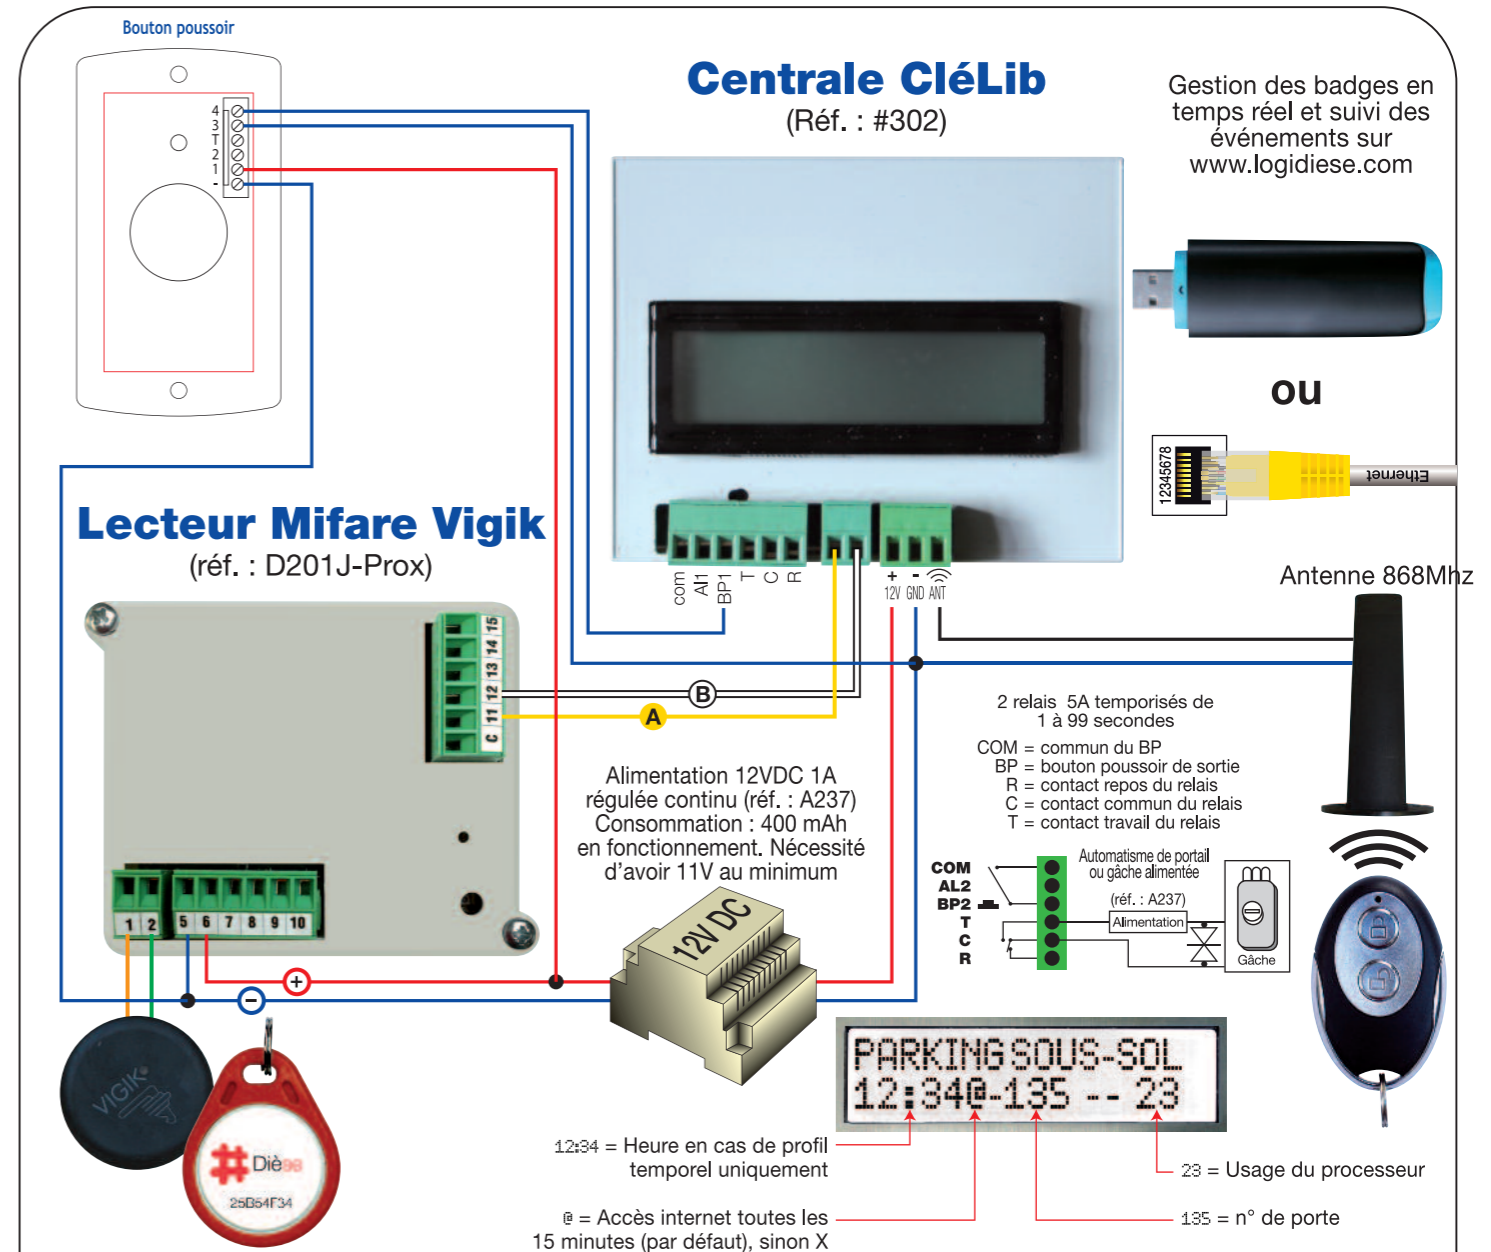 Bouton poussoir
4
3
T
2
1
-
Centrale CléLib
(Réf. : #302)
Gestion des badges en
temps réel et suivi des
événements sur
www.logidiese.com
ou
12345678
Ethernet
com
AI1
BP1
T
C
R
+
12V
-
GND
ANT
Lecteur Mifare Vigik
(réf. : D201J-Prox)
15
14
13
12
11
C
B
A
1 2 5 6 7 8 9 10
+
-
Antenne 868Mhz
2 relais 5A temporisés de
1 à 99 secondes
COM = commun du BP
BP = bouton poussoir de sortie
R = contact repos du relais
C = contact commun du relais
T = contact travail du relais
Alimentation 12VDC 1A
régulée continu (réf. : A237)
Consommation : 400 mAh
en fonctionnement. Nécessité
d'avoir 11V au minimum
12V DC
COM
AL2
BP2
T
C
R
Automatisme de portail
ou gâche alimentée
(réf. : A237)
Alimentation
Gâche
VIGIK®
Dièse
25B54F34
PARKING SOUS-SOL
12:34@-135 -- 23
12:34 = Heure en cas de profil
temporel uniquement
@ = Accès internet toutes les
15 minutes (par défaut), sinon X
23 = Usage du processeur
135 = n° de porte